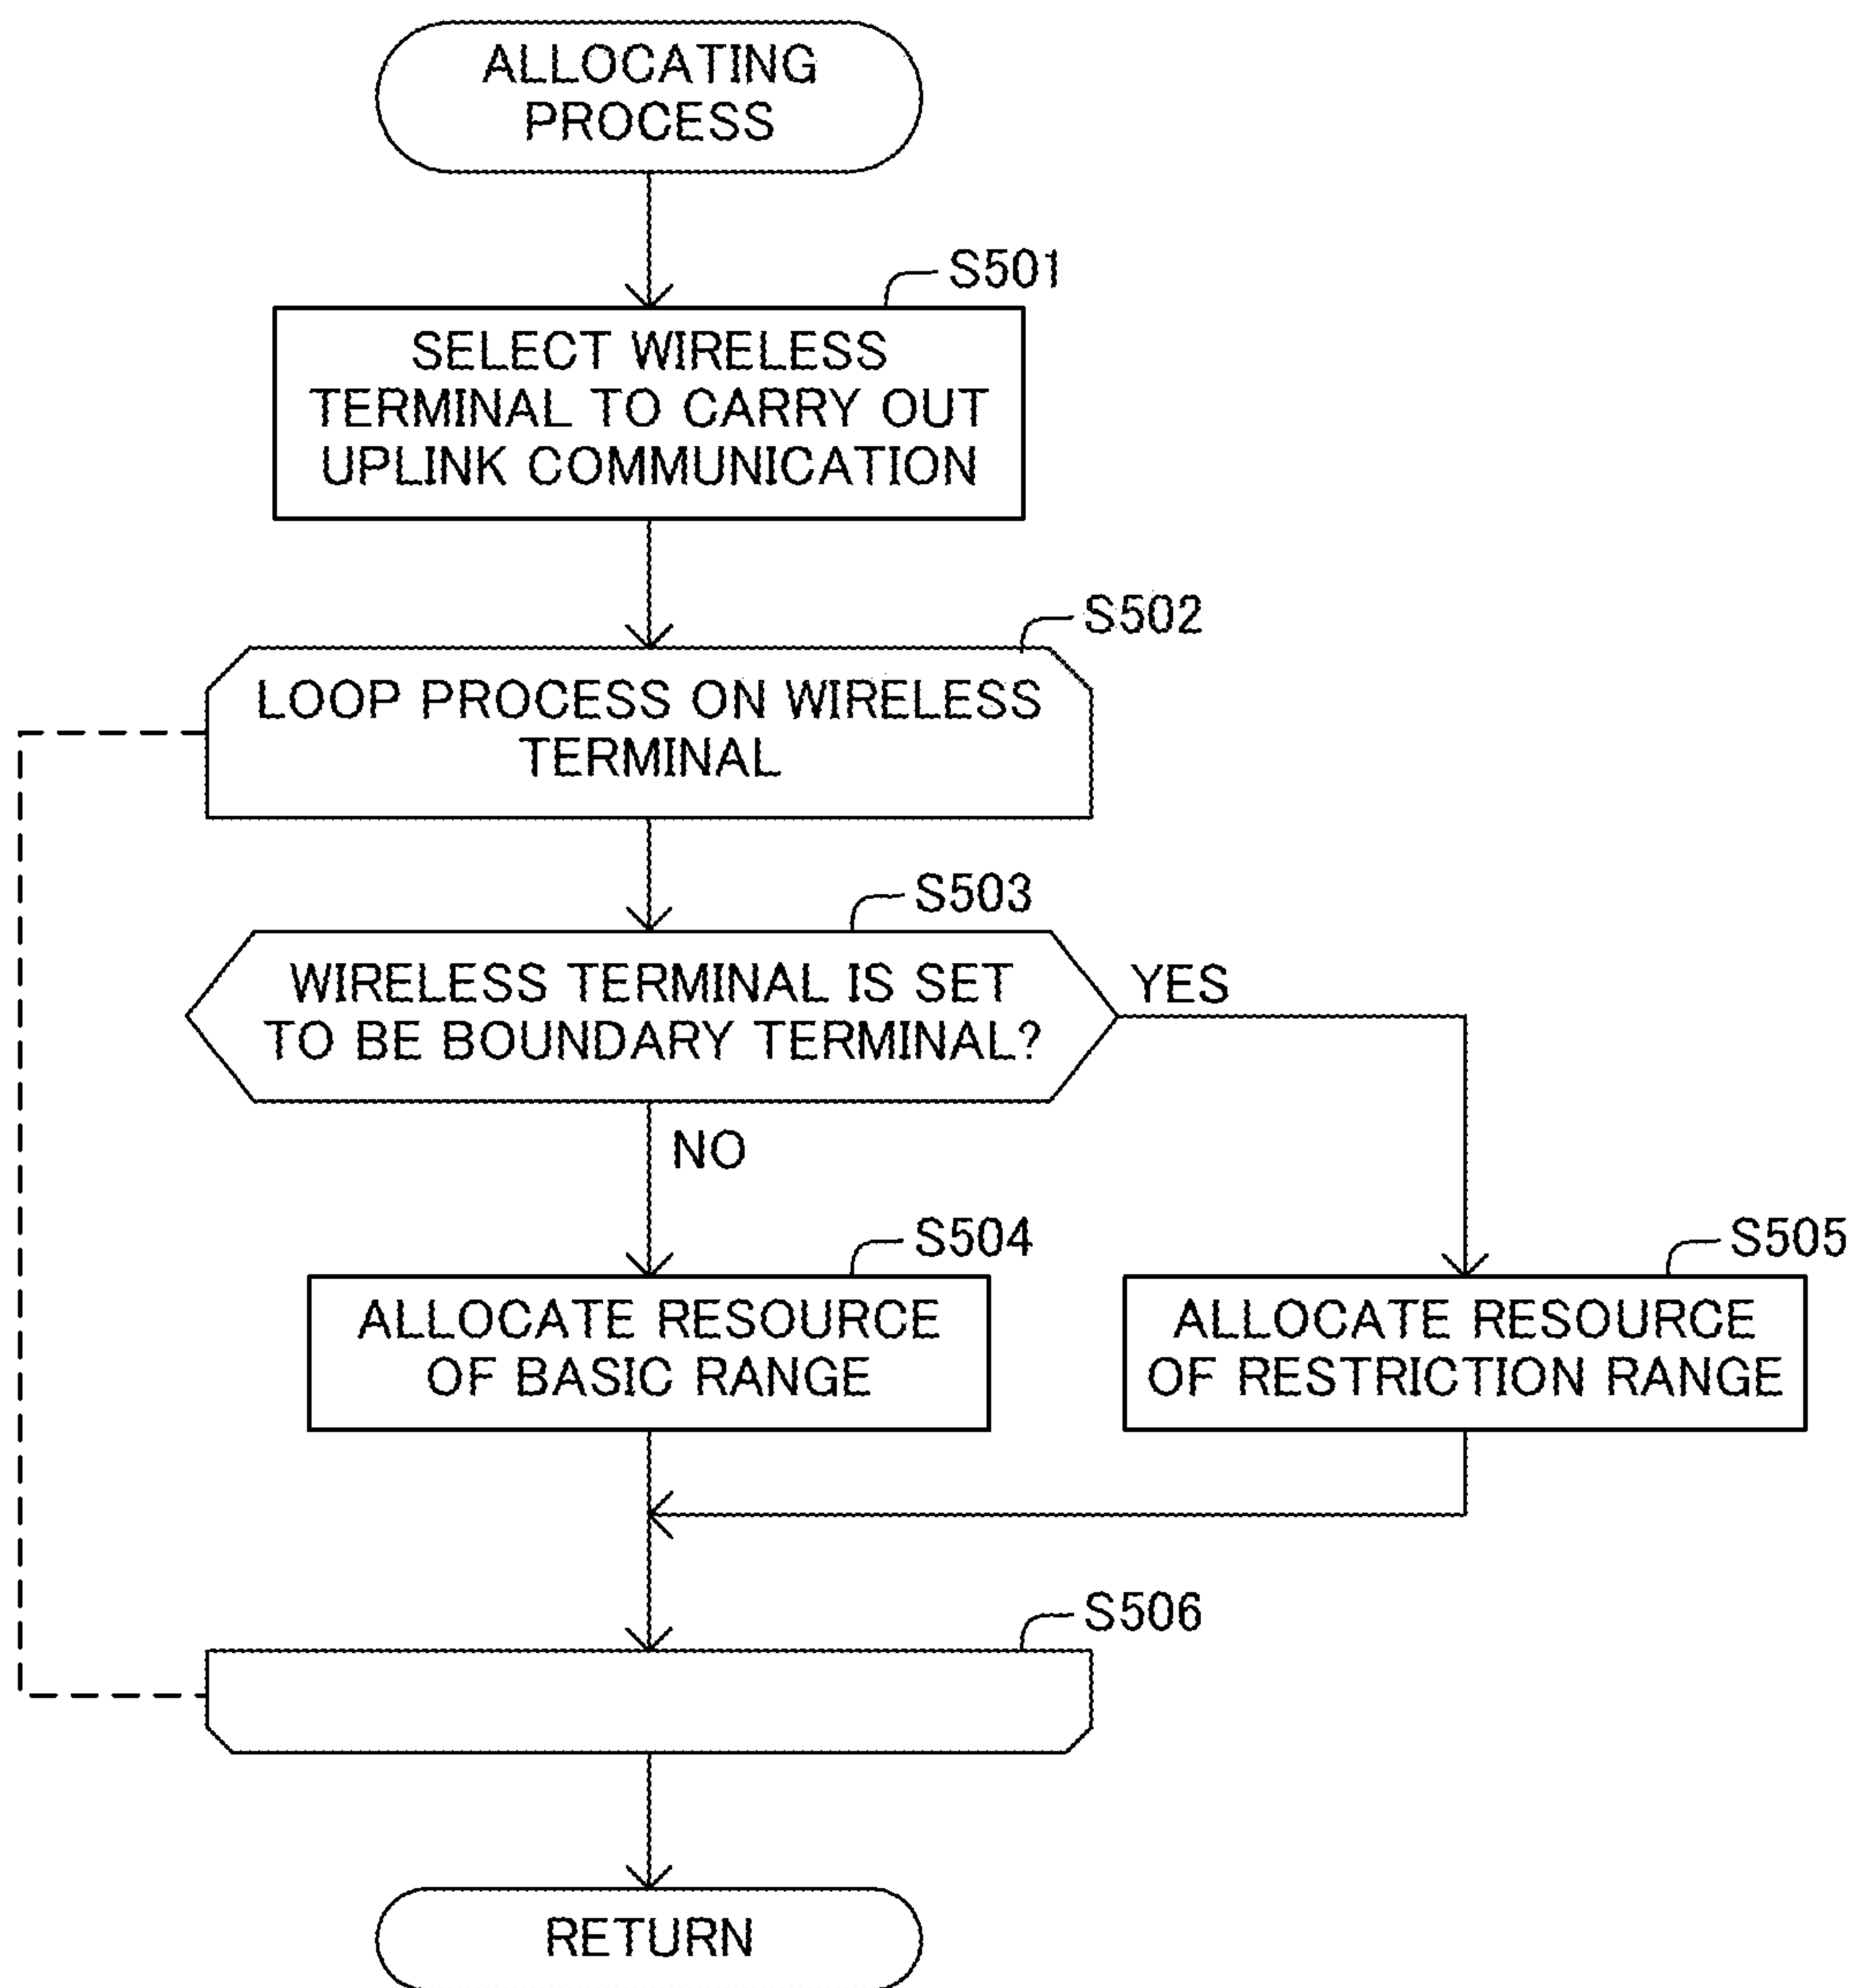 ALLOCATING
PROCESS
S501
SELECT WIRELESS
TERMINAL TO CARRY OUT
UPLINK COMMUNICATION
S502
LOOP PROCESS ON WIRELESS
TERMINAL
S503
WIRELESS TERMINAL IS SET
TO BE BOUNDARY TERMINAL?
YES
NO
S504
ALLOCATE RESOURCE
OF BASIC RANGE
S505
ALLOCATE RESOURCE
OF RESTRICTION RANGE
S506
RETURN